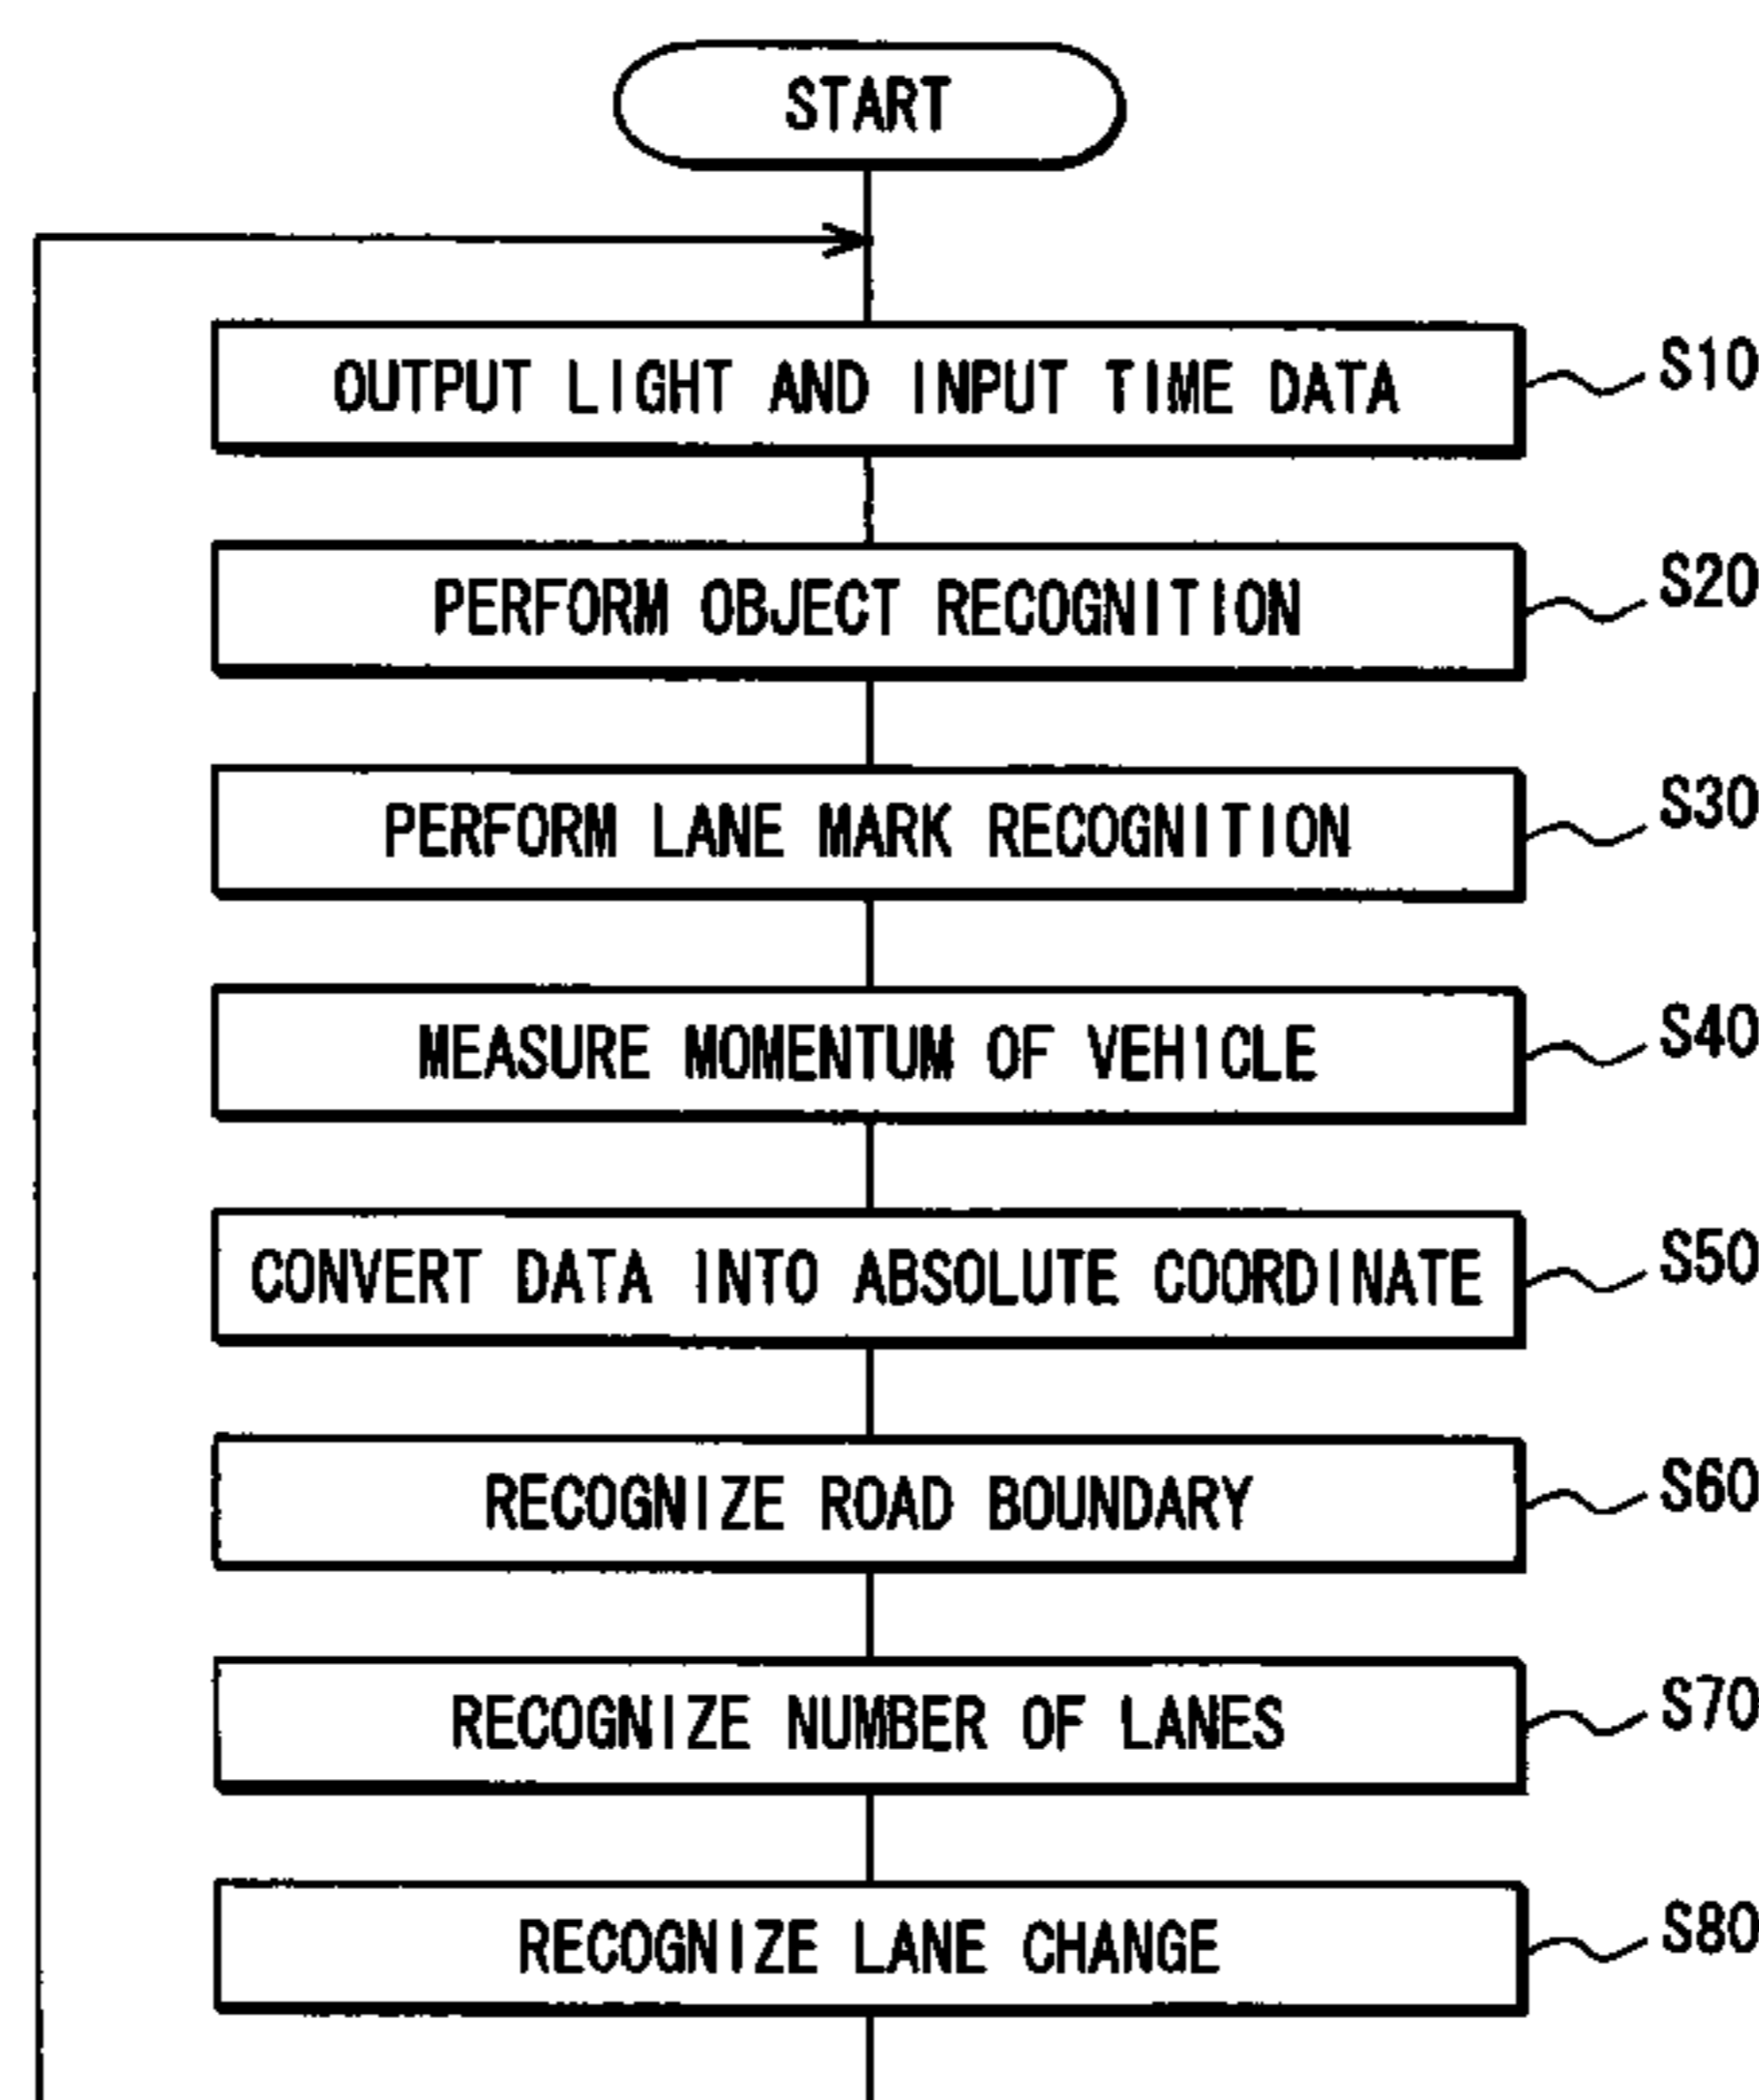 START
OUTPUT LIGHT AND INPUT TIME DATA
S10
PERFORM OBJECT RECOGNITION
S20
PERFORM LANE MARK RECOGNITION
S30
MEASURE MOMENTUM OF VEHICLE
S40
CONVERT DATA INTO ABSOLUTE COORDINATE
S50
RECOGNIZE ROAD BOUNDARY
S60
RECOGNIZE NUMBER OF LANES
S70
RECOGNIZE LANE CHANGE
S80